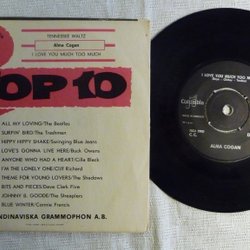 TENNESSEE WALTZ
Alma Cogan
I LOVE YOU MUCH TOO MUCH
TOP 10
ALL MY LOVING/The Beatles
SURFIN' BIRD/The Trashmen
HIPPY HIPPY SHAKE/Swinging Blue Jeans
LOVE'S GONNA LIVE HERE/Buck Owens
ANYONE WHO HAD A HEART/Cilla Black
I'M THE LONELY ONE/Cliff Richard
THEME FOR YOUNG LOVERS/The Shadows
BITS AND PIECES/Dave Clark Five
JOHNNY B. GOODE/The Shreaplers
BLUE WINTER/Connie Francis
NDINAVISKA GRAMMOPHON A.B.
I LOVE YOU MUCH TOO MUCH
Columbia
ALMA COGAN